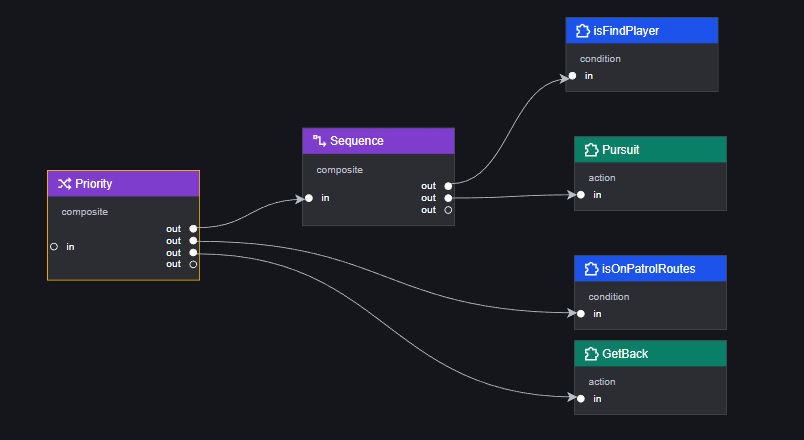 isFindPlayer
condition
in
Sequence
composite
out
in
out
out
Pursuit
action
in
Priority
composite
out
out
in
out
out
isOnPatrolRoutes
condition
in
GetBack
action
in